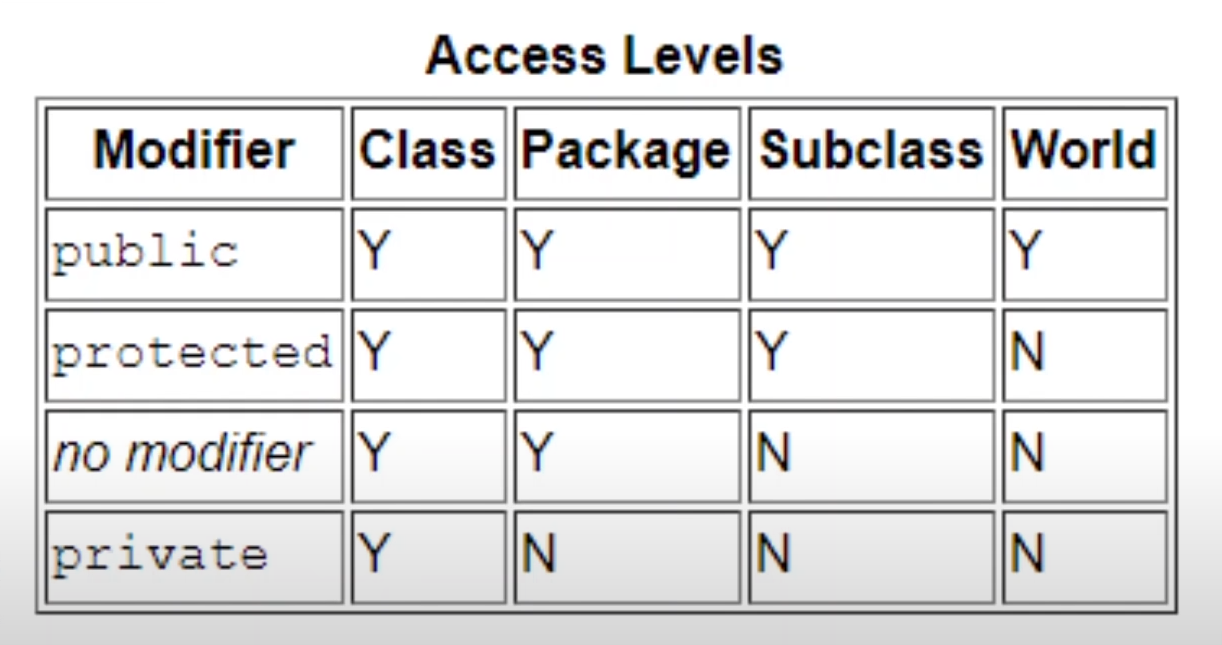 Access Levels
Modifier Class Package Subclass World
public Y Y Y Y
protected Y Y Y N
no modifier Y Y N N
private Y N N N